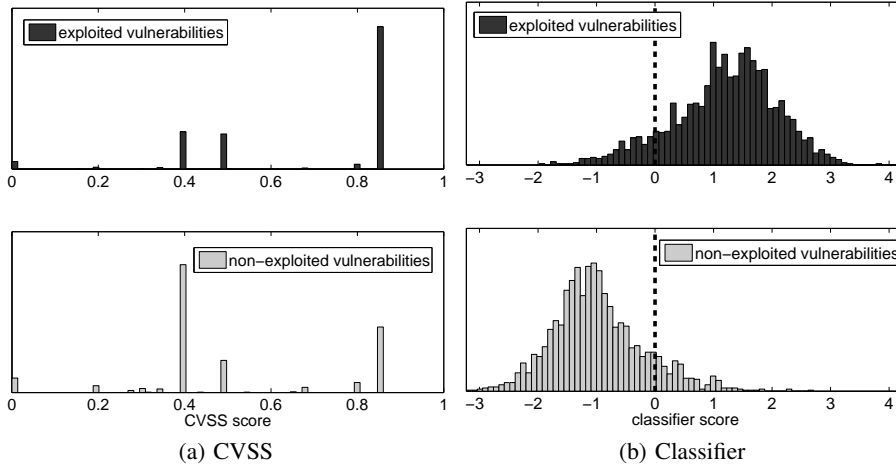 exploited vulnerabilities
0 0.2 0.4 0.6 0.8 1
non−exploited vulnerabilities
0 0.2 0.4 0.6 0.8 1
CVSS score
(a) CVSS
exploited vulnerabilities
−3 −2 −1 0 1 2 3 4
non−exploited vulnerabilities
−3 −2 −1 0 1 2 3 4
classifier score
(b) Classifier